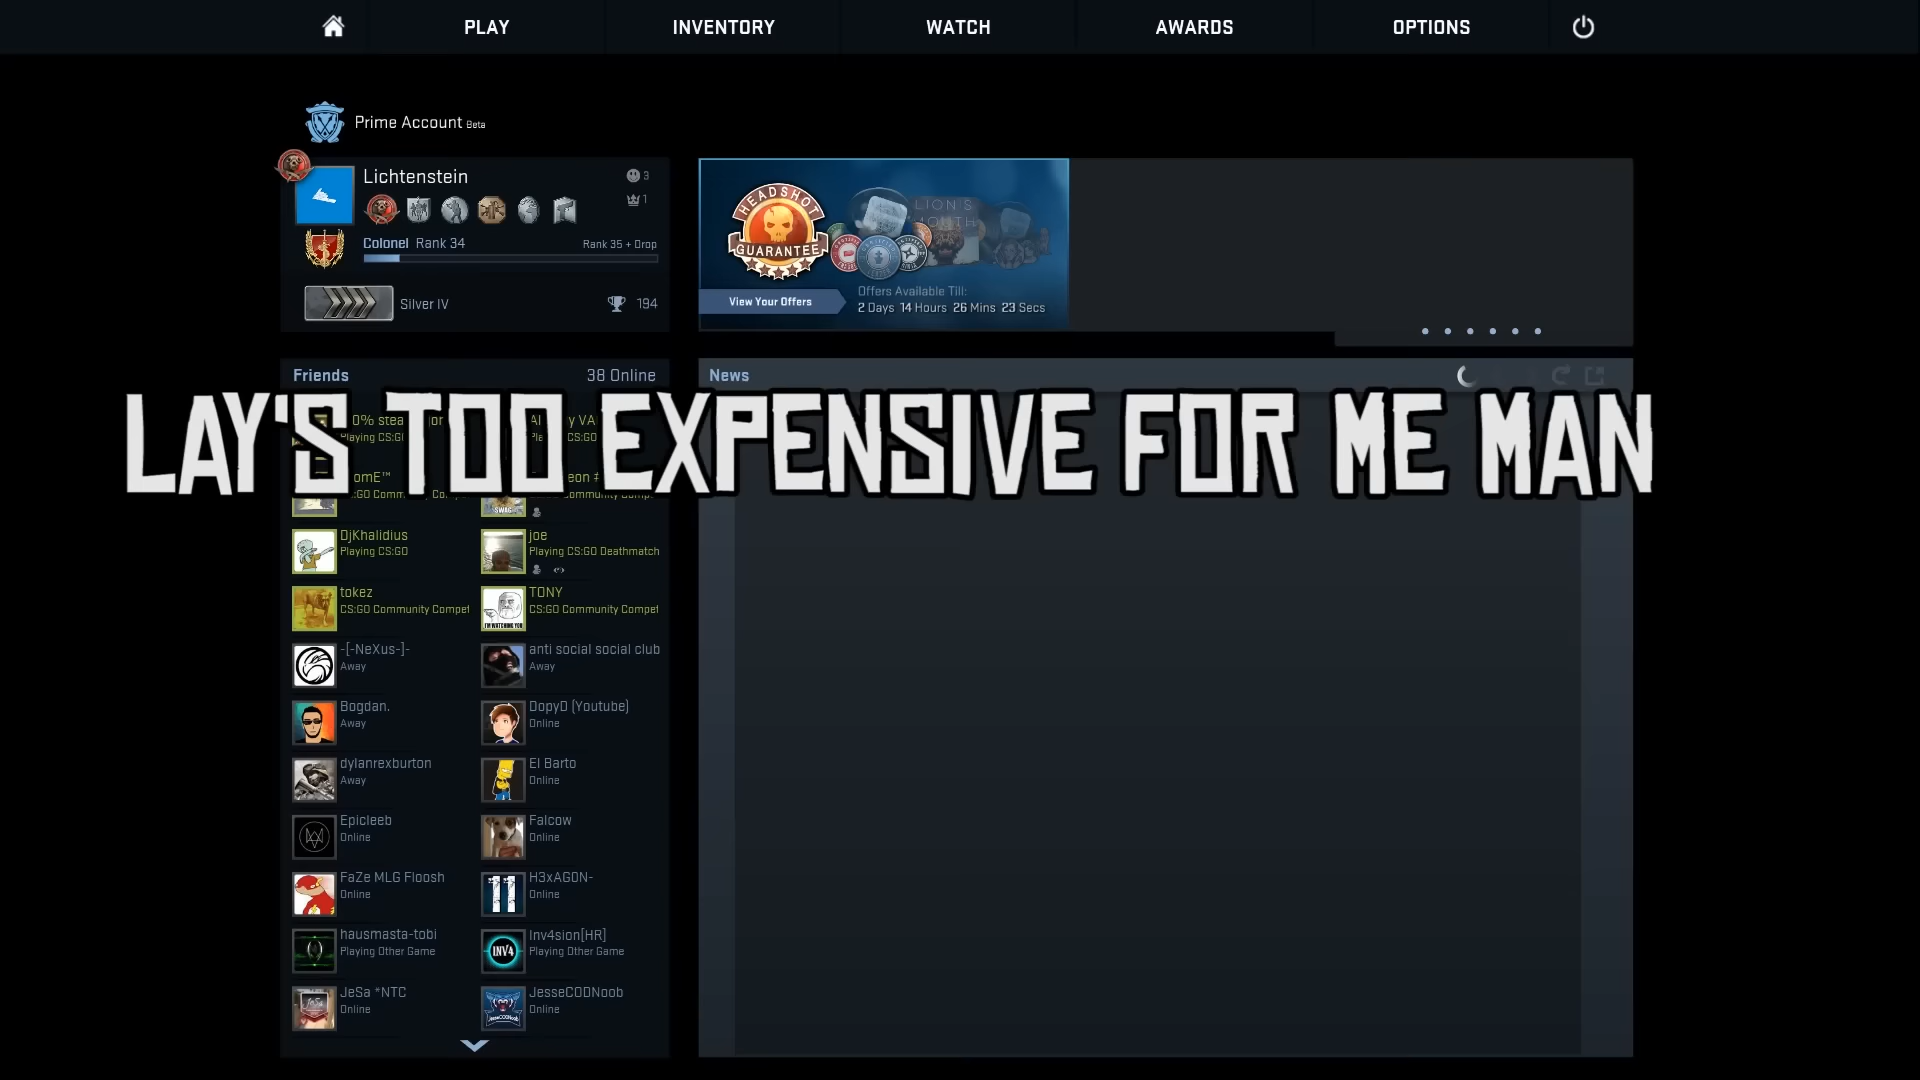 PLAY
INVENTORY
WATCH
AWARDS
OPTIONS
Prime Account Beta
Lichtenstein
3
1
Colonel Rank 34
Rank 35 + Drop
Silver IV
194
HEADSHOT
GUARANTEE
LION'S
MOUTH
View Your Offers
Offers Available Till:
2 Days 14 Hours 26 Mins 23 Secs
Friends
38 Online
News
LAY'S TOO EXPENSIVE FOR ME MAN
DjKhalidius
Playing CS:GO
joe
Playing CS:GO Deathmatch
tokez
CS:GO Community Compet
TONY
CS:GO Community Compet
I'M WATCHING YOU
-[-NeXus-]-
Away
anti social social club
Away
Bogdan.
Away
DopyD (Youtube)
Online
dylanrexburton
Away
El Barto
Online
Epicleeb
Online
Falcow
Online
FaZe MLG Floosh
Online
H3xAGON-
Online
hausmasta-tobi
Playing Other Game
INV4
Inv4sion[HR]
Playing Other Game
JeSa *NTC
Online
JesseCODNoob
Online